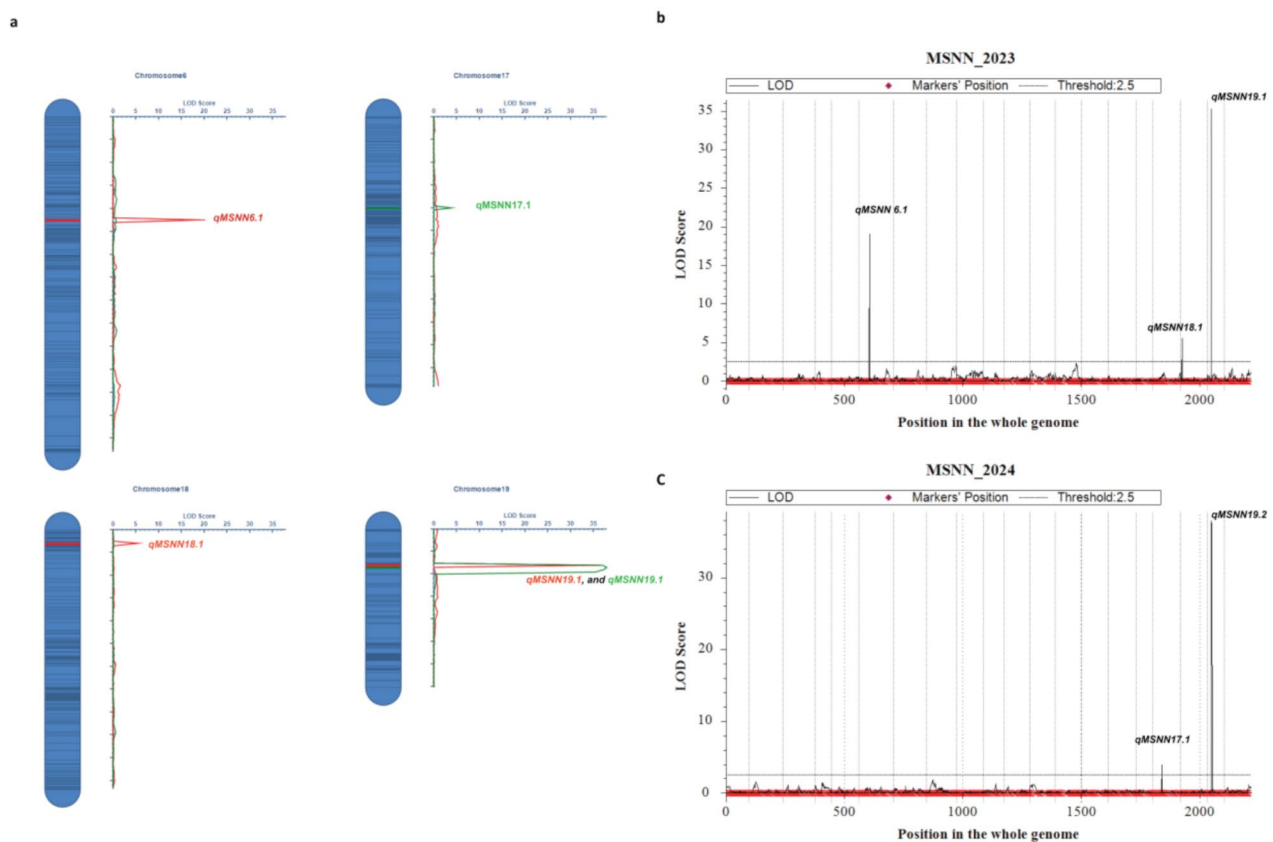 a
Chromosome6
LOD Score
0 5 10 15 20 25 30 35
qMSNN6.1
Chromosome17
LOD Score
0 5 10 15 20 25 30 35
qMSNN17.1
Chromosome18
LOD Score
0 5 10 15 20 25 30 35
qMSNN18.1
Chromosome19
LOD Score
0 5 10 15 20 25 30 35
qMSNN19.1, and qMSNN19.1
b
MSNN_2023
LOD Markers' Position Threshold:2.5
qMSNN19.1
qMSNN 6.1
qMSNN18.1
LOD Score
35
30
25
20
15
10
5
0
0 500 1000 1500 2000
Position in the whole genome
c
MSNN_2024
LOD Markers' Position Threshold:2.5
qMSNN19.2
qMSNN17.1
LOD Score
30
20
10
0
0 500 1000 1500 2000
Position in the whole genome